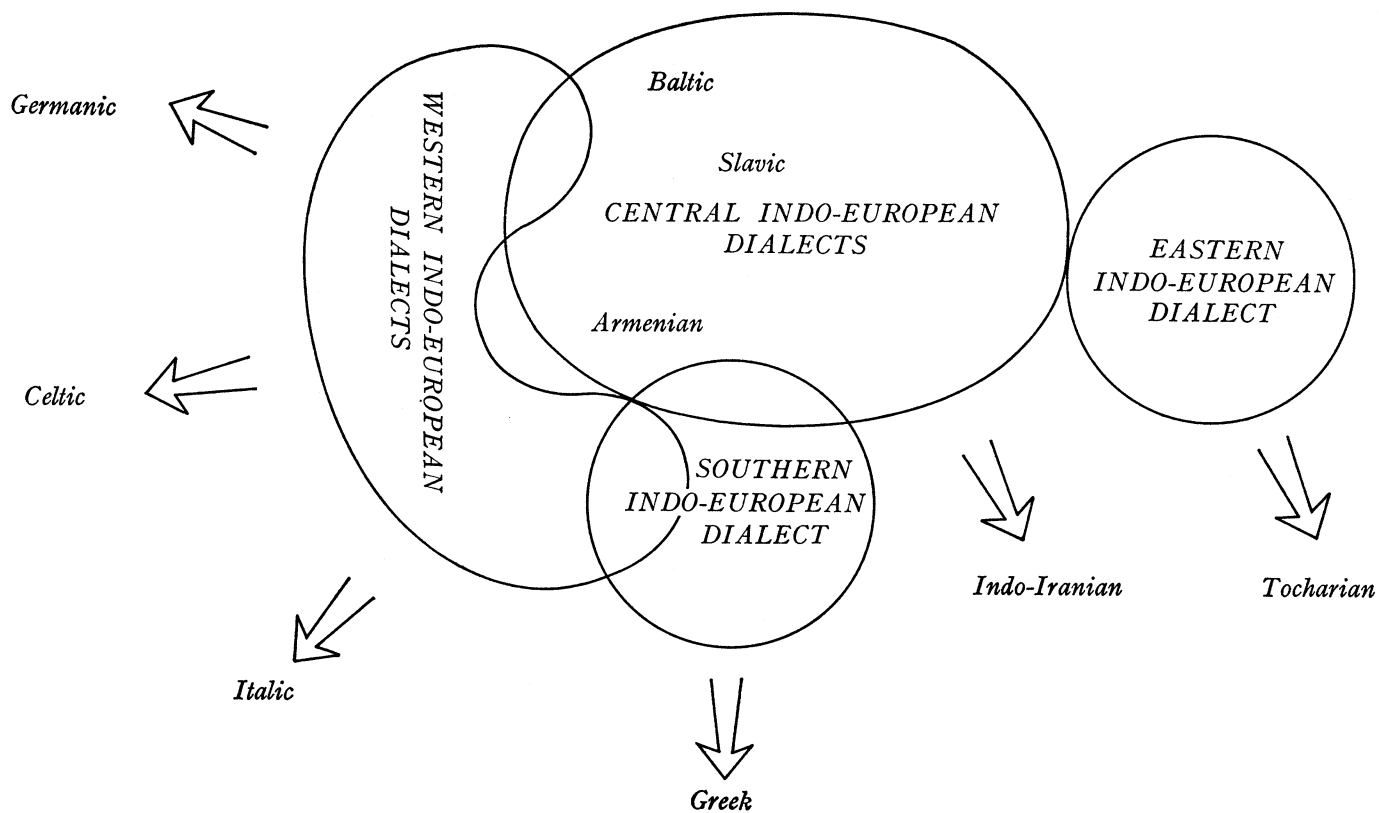 Baltic
Germanic
WESTERN INDO-EUROPEAN
DIALECTS
Slavic
CENTRAL INDO-EUROPEAN
DIALECTS
EASTERN
INDO-EUROPEAN
DIALECT
Armenian
Celtic
SOUTHERN
INDO-EUROPEAN
DIALECT
Indo-Iranian
Tocharian
Italic
Greek